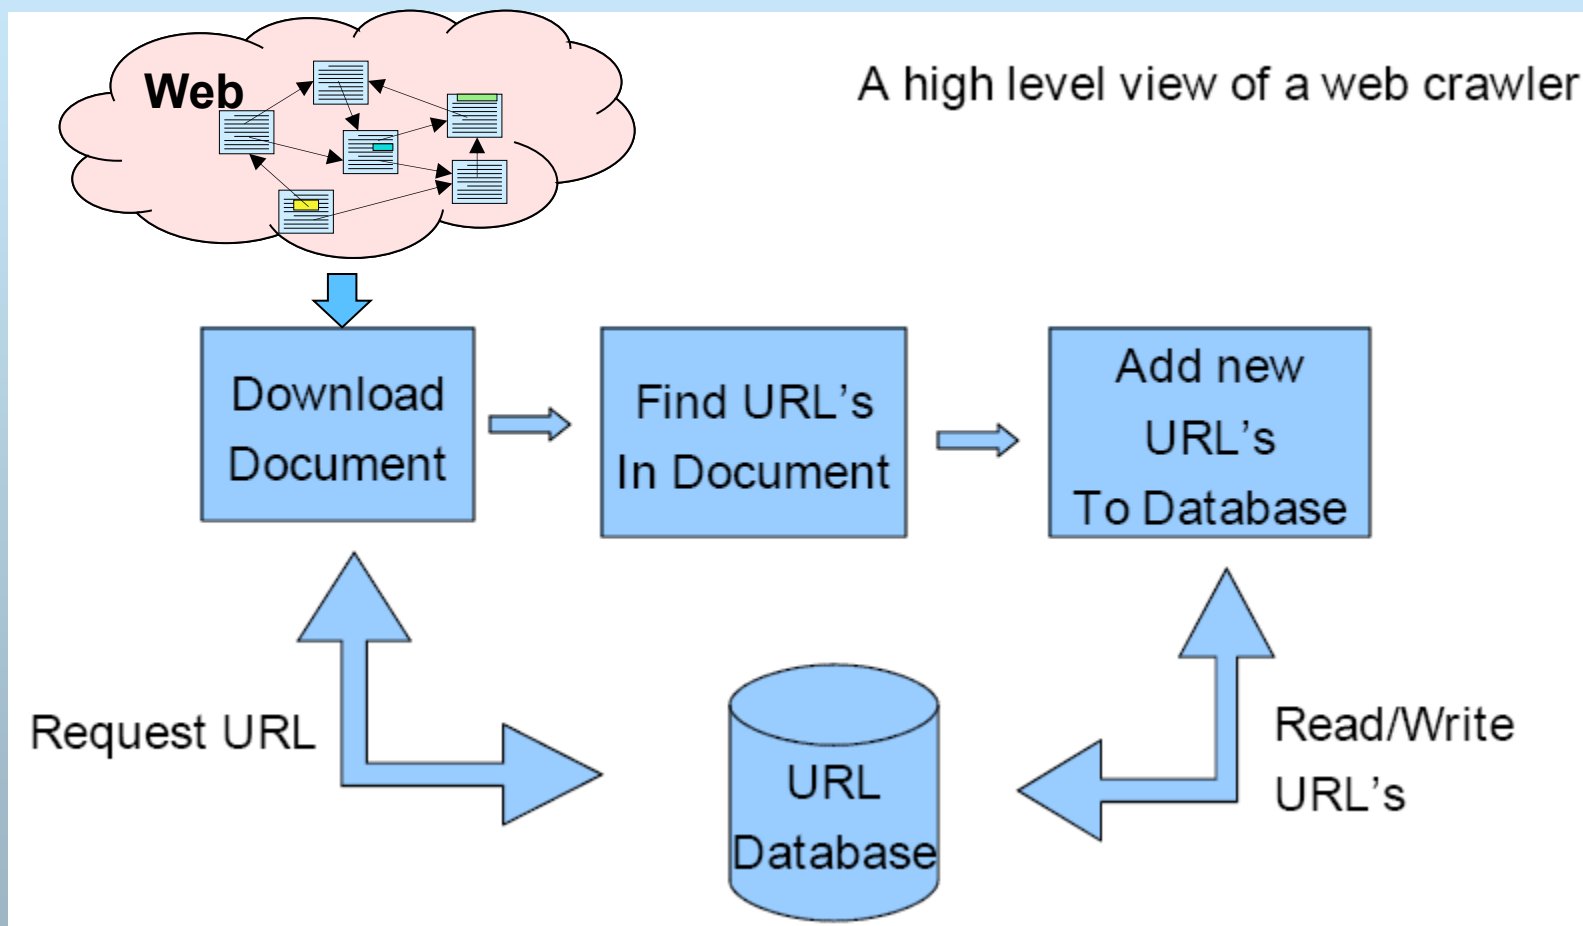 Web
A high level view of a web crawler
Download
Document
Find URL's
In Document
Add new
URL's
To Database
Request URL
URL
Database
Read/Write
URL's